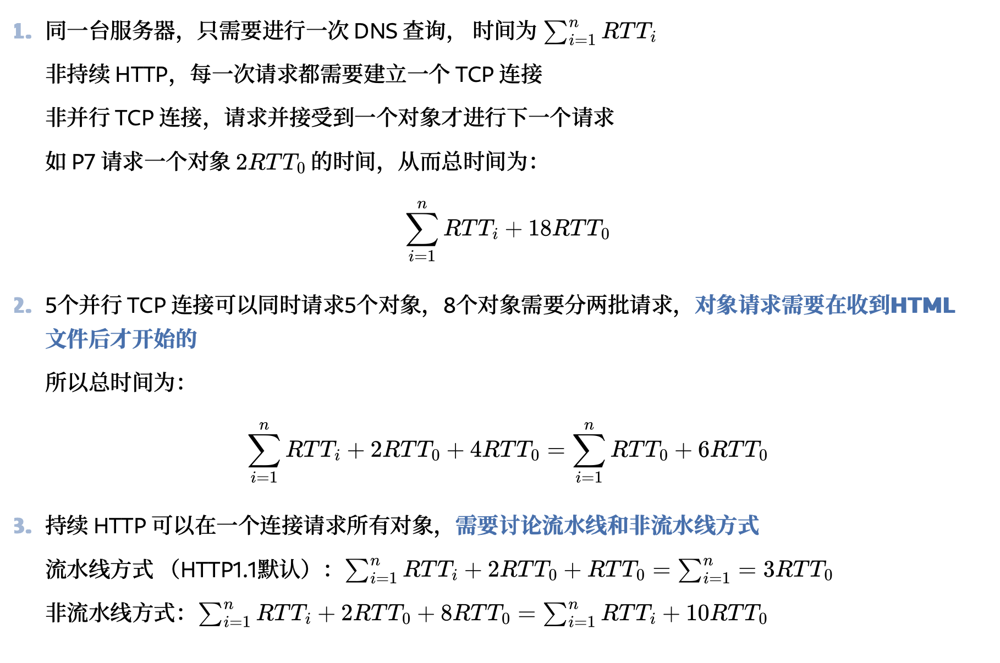 1. 同一台服务器，只需要进行一次 DNS 查询， 时间为 $\sum_{i=1}^{n} RTT_i$
非持续 HTTP，每一次请求都需要建立一个 TCP 连接
非并行 TCP 连接，请求并接受到一个对象才进行下一个请求
如 P7 请求一个对象 $2RTT_0$ 的时间，从而总时间为：
$$\sum_{i=1}^{n} RTT_i + 18RTT_0$$
2. 5个并行 TCP 连接可以同时请求5个对象，8个对象需要分两批请求，对象请求需要在收到HTML
文件后才开始的
所以总时间为：
$$\sum_{i=1}^{n} RTT_i + 2RTT_0 + 4RTT_0 = \sum_{i=1}^{n} RTT_0 + 6RTT_0$$
3. 持续 HTTP 可以在一个连接请求所有对象，需要讨论流水线和非流水线方式
流水线方式 （HTTP1.1默认）: $\sum_{i=1}^{n} RTT_i + 2RTT_0 + RTT_0 = \sum_{i=1}^{n} = 3RTT_0$
非流水线方式：$\sum_{i=1}^{n} RTT_i + 2RTT_0 + 8RTT_0 = \sum_{i=1}^{n} RTT_i + 10RTT_0$